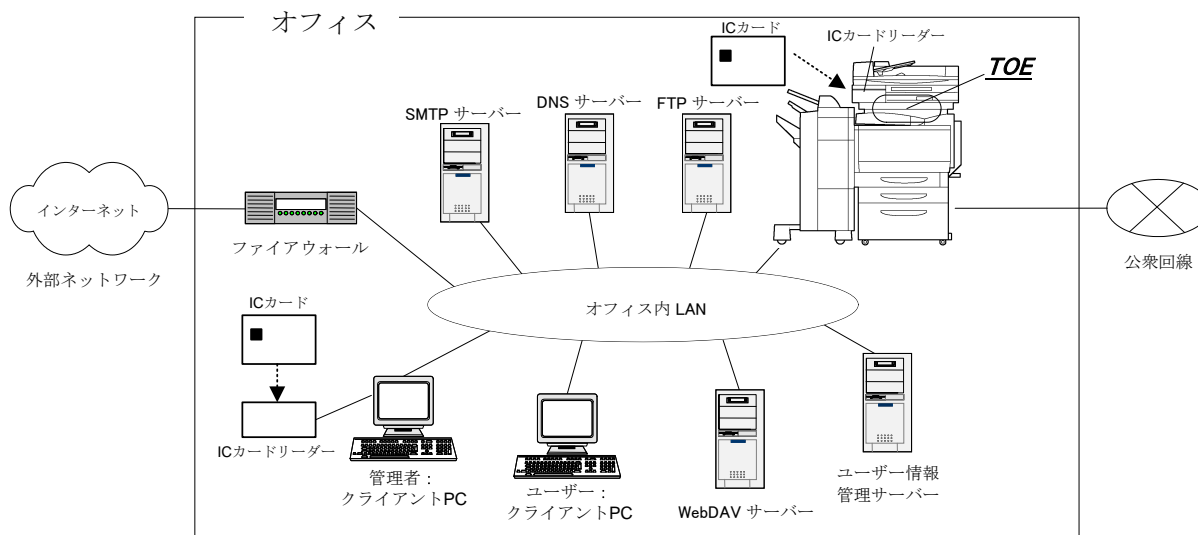 オフィス
ICカード
ICカードリーダー
TOE
SMTP サーバー
DNS サーバー
FTP サーバー
インターネット
ファイアウォール
外部ネットワーク
公衆回線
オフィス内 LAN
ICカード
ICカードリーダー
管理者：
クライアントPC
ユーザー：
クライアントPC
WebDAV サーバー
ユーザー情報
管理サーバー